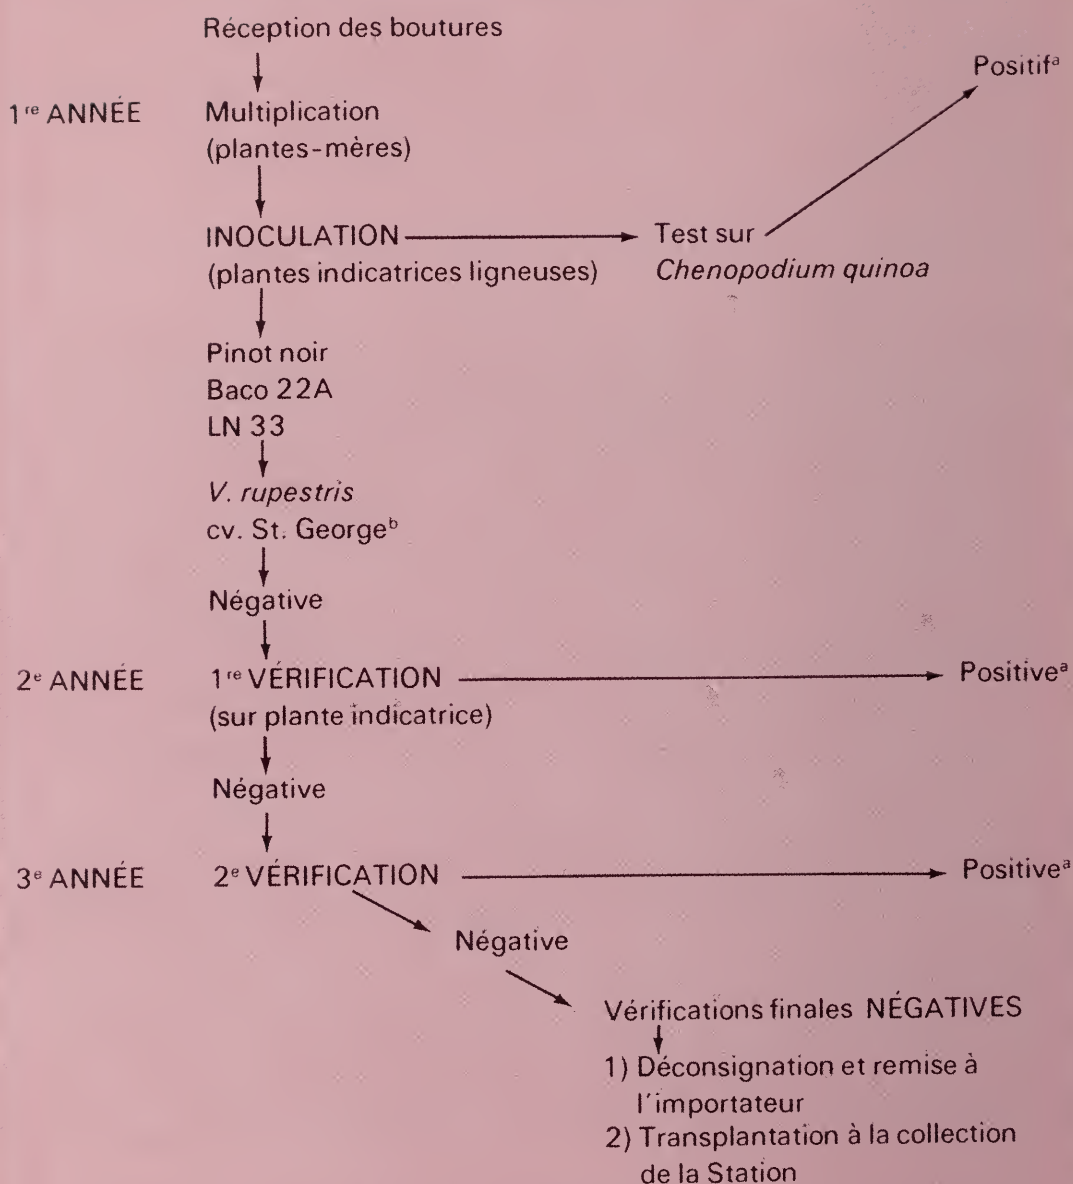 Réception des boutures
Positifᵃ
1ʳᵉ ANNÉE Multiplication
(plantes-mères)
INOCULATION Test sur
(plantes indicatrices ligneuses) Chenopodium quinoa
Pinot noir
Baco 22A
LN 33
V. rupestris
cv. St. Georgeᵇ
Négative
2ᵉ ANNÉE 1ʳᵉ VÉRIFICATION Positiveᵃ
(sur plante indicatrice)
Négative
3ᵉ ANNÉE 2ᵉ VÉRIFICATION Positiveᵃ
Négative
Vérifications finales NÉGATIVES
1) Déconsignation et remise à
l'importateur
2) Transplantation à la collection
de la Station